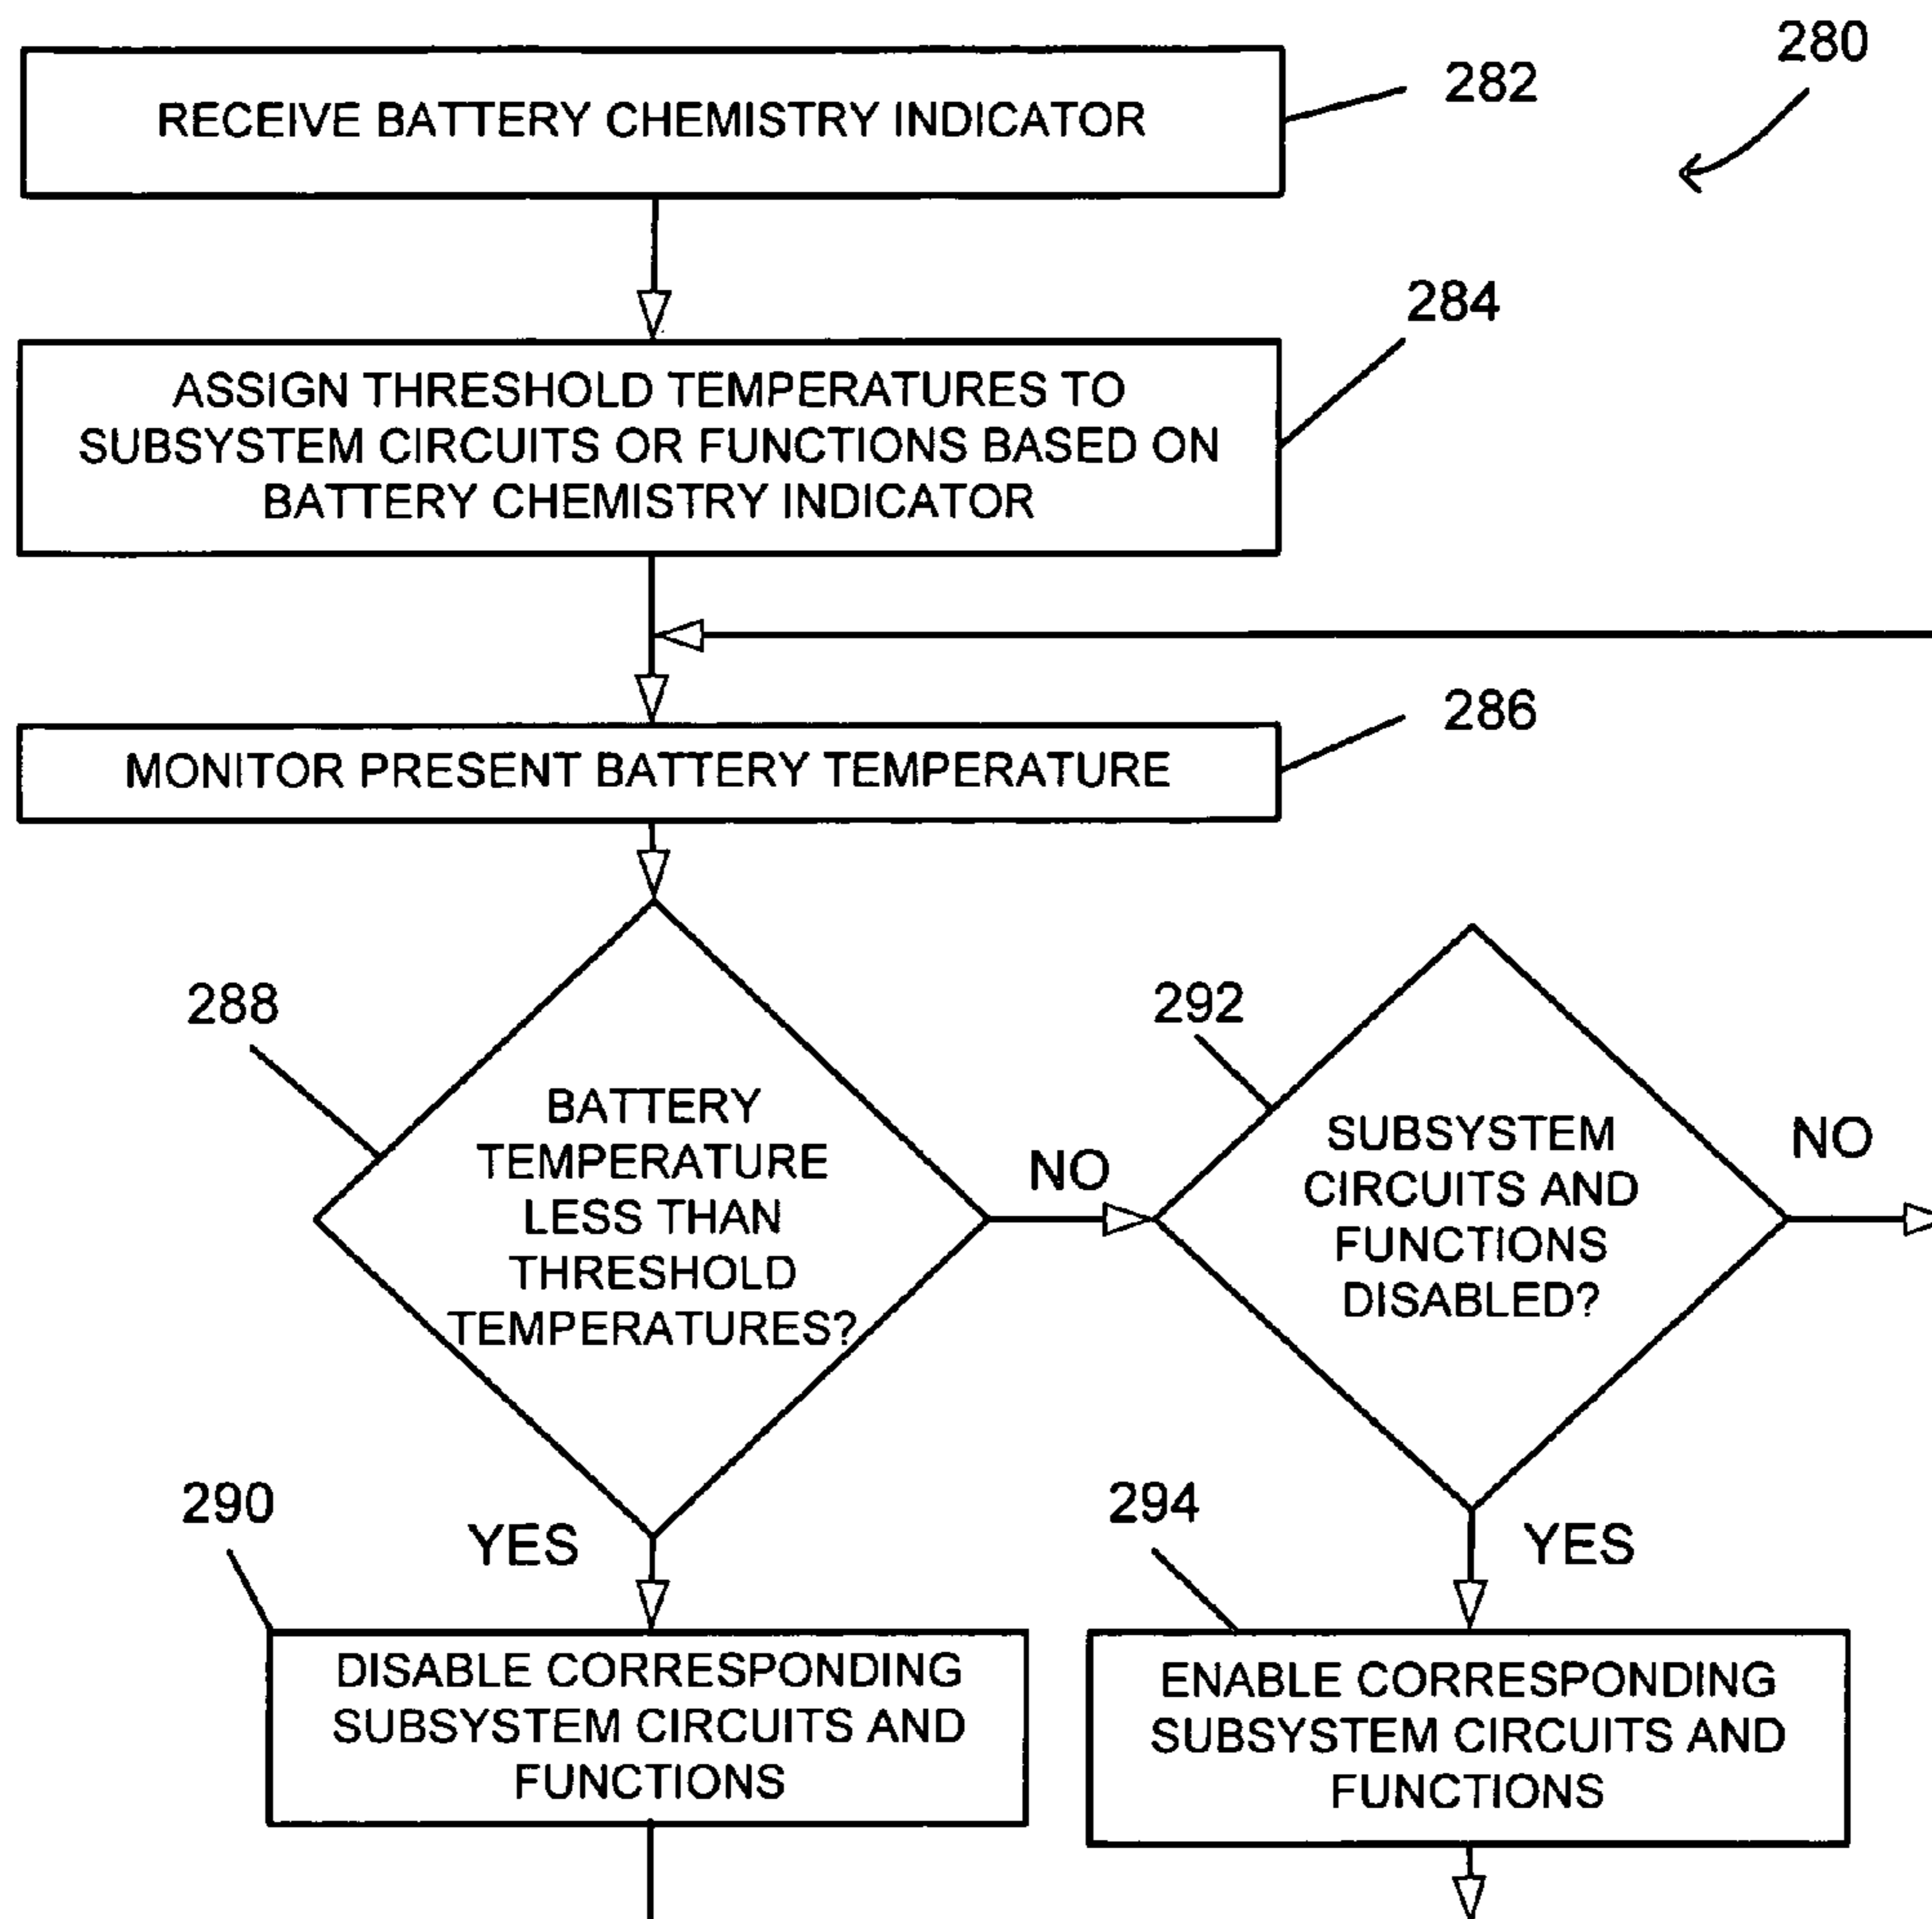 280
RECEIVE BATTERY CHEMISTRY INDICATOR
282
284
ASSIGN THRESHOLD TEMPERATURES TO
SUBSYSTEM CIRCUITS OR FUNCTIONS BASED ON
BATTERY CHEMISTRY INDICATOR
286
MONITOR PRESENT BATTERY TEMPERATURE
288
BATTERY
TEMPERATURE
LESS THAN
THRESHOLD
TEMPERATURES?
NO
292
SUBSYSTEM
CIRCUITS AND
FUNCTIONS
DISABLED?
NO
290
YES
294
YES
DISABLE CORRESPONDING
SUBSYSTEM CIRCUITS AND
FUNCTIONS
ENABLE CORRESPONDING
SUBSYSTEM CIRCUITS AND
FUNCTIONS